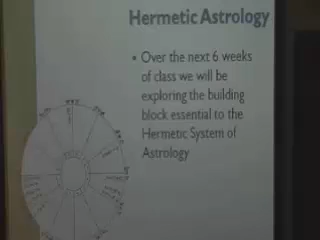 Hermetic Astrology
• Over the next 6 weeks
of class we will be
exploring the building
block essential to the
Hermetic System of
Astrology